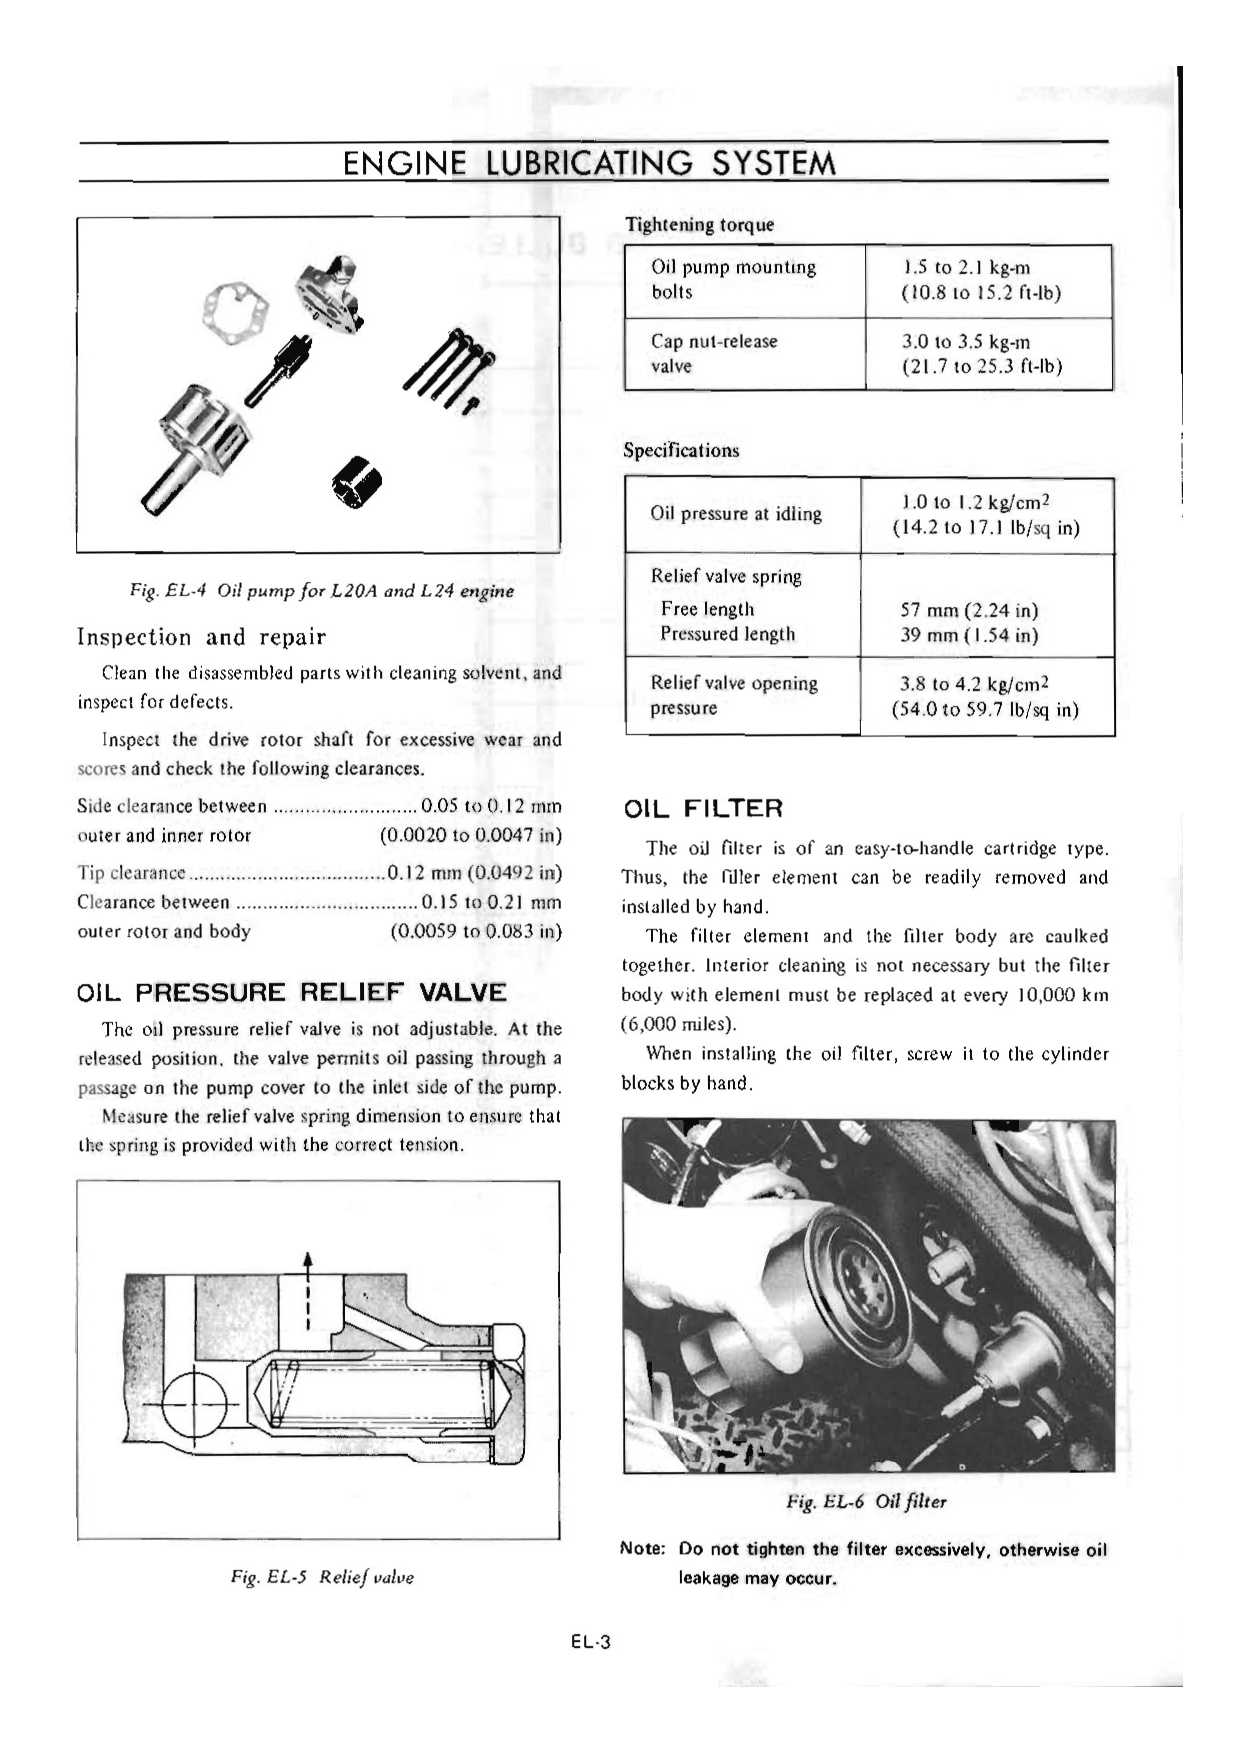 ENGINE LUBRICATING SYSTEM
Fig. EL-4 Oil pump for L20A and L24 engine
Inspection and repair
Clean the disassembled parts with cleaning solvent, and
inspect for defects.
Inspect the drive rotor shaft for excessive wear and
scores and check the following clearances.
Side clearance between ........................... 0.05 to 0.12 mm
outer and inner rotor (0.0020 to 0.0047 in)
Tip clearance ..................................... 0.12 mm (0.0492 in)
Clearance between .................................. 0.15 to 0.21 mm
outer rotor and body (0.0059 to 0.083 in)
OIL PRESSURE RELIEF VALVE
The oil pressure relief valve is not adjustable. At the
released position, the valve permits oil passing through a
passage on the pump cover to the inlet side of the pump.
Measure the relief valve spring dimension to ensure that
the spring is provided with the correct tension.
Fig. EL-5 Relief valve
Tightening torque
Oil pump mounting 1.5 to 2.1 kg-m
bolts (10.8 to 15.2 ft-lb)
Cap nut-release 3.0 to 3.5 kg-m
valve (21.7 to 25.3 ft-lb)
Specifications
Oil pressure at idling 1.0 to 1.2 kg/cm2
(14.2 to 17.1 lb/sq in)
Relief valve spring
Free length 57 mm (2.24 in)
Pressured length 39 mm (1.54 in)
Relief valve opening 3.8 to 4.2 kg/cm2
pressure (54.0 to 59.7 lb/sq in)
OIL FILTER
The oil filter is of an easy-to-handle cartridge type.
Thus, the filler element can be readily removed and
installed by hand.
The filter element and the filter body are caulked
together. Interior cleaning is not necessary but the filter
body with element must be replaced at every 10,000 km
(6,000 miles).
When installing the oil filter, screw it to the cylinder
blocks by hand.
Fig. EL-6 Oil filter
Note: Do not tighten the filter excessively, otherwise oil
leakage may occur.
EL-3